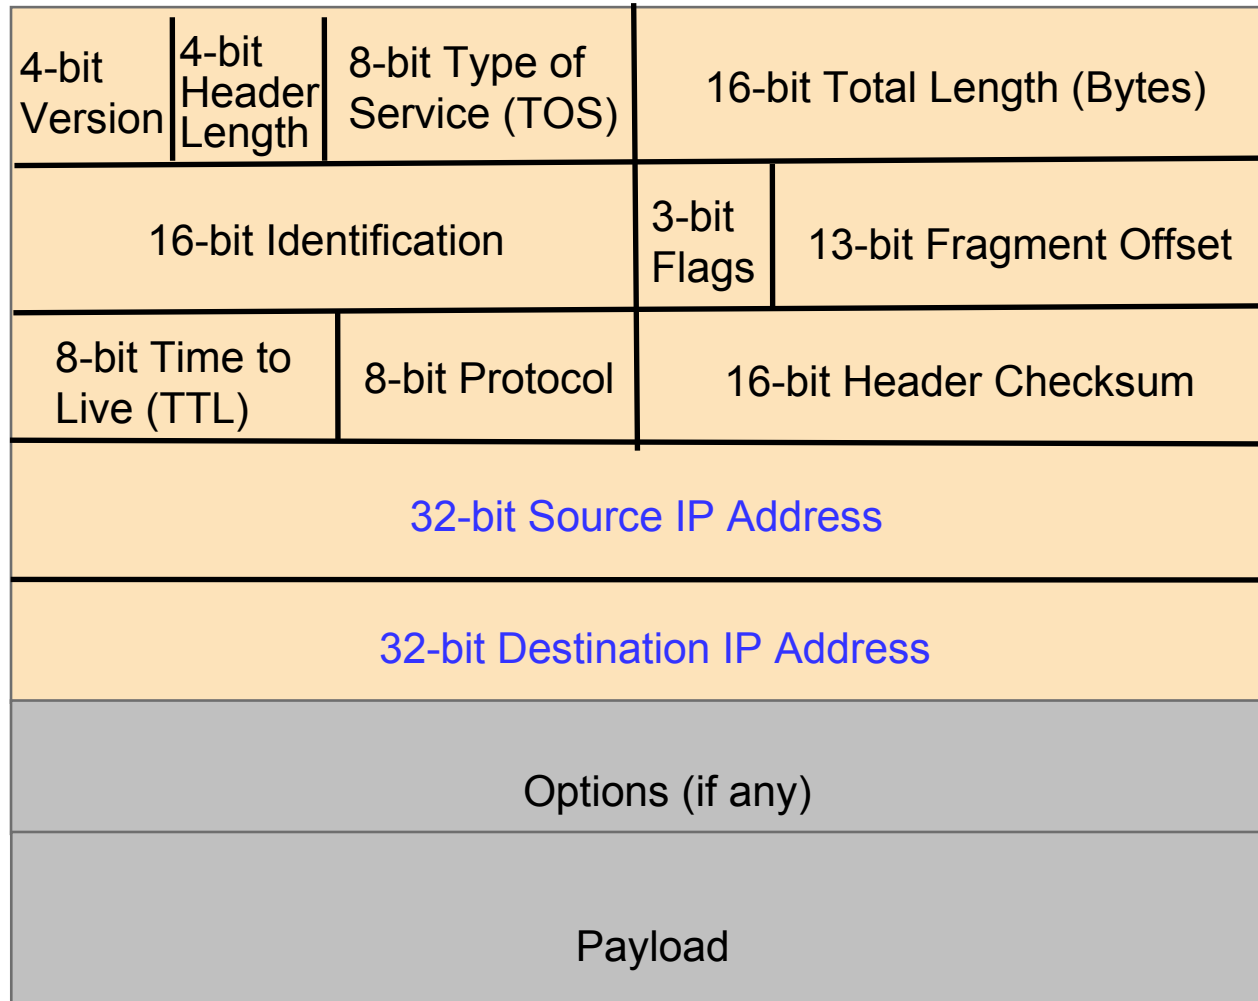 4-bit
Version
4-bit
Header
Length
8-bit Type of
Service (TOS)
16-bit Total Length (Bytes)
16-bit Identification
3-bit
Flags
13-bit Fragment Offset
8-bit Time to
Live (TTL)
8-bit Protocol
16-bit Header Checksum
32-bit Source IP Address
32-bit Destination IP Address
Options (if any)
Payload